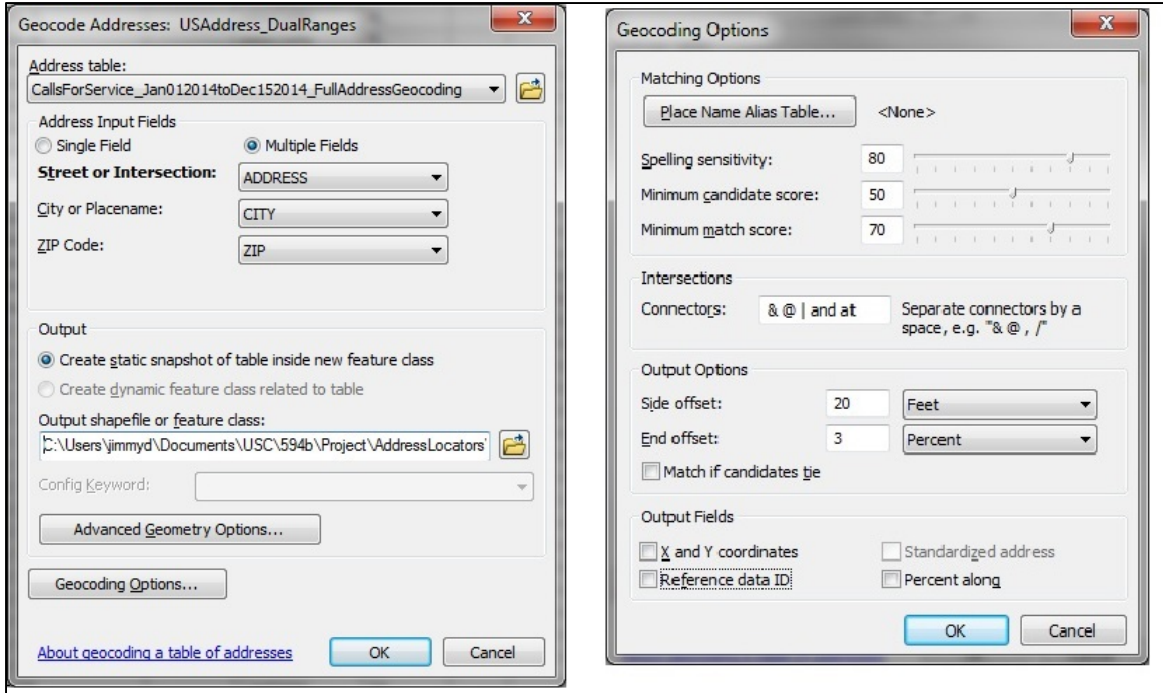 Geocode Addresses: USAddress_DualRanges
Address table:
CallsForService_Jan012014toDec152014_FullAddressGeocoding
Address Input Fields
Single Field
Multiple Fields
Street or Intersection:
ADDRESS
City or Placename:
CITY
ZIP Code:
ZIP
Output
Create static snapshot of table inside new feature class
Create dynamic feature class related to table
Output shapefile or feature class:
C:\Users\jimmyd\Documents\USC\594b\Project\AddressLocators\
Config Keyword:
Advanced Geometry Options...
Geocoding Options...
About geocoding a table of addresses
OK
Cancel
Geocoding Options
Matching Options
Place Name Alias Table...
<None>
Spelling sensitivity:
80
Minimum candidate score:
50
Minimum match score:
70
Intersections
Connectors:
& @ | and at
Separate connectors by a
space, e.g. "& @ , /"
Output Options
Side offset:
20
Feet
End offset:
3
Percent
Match if candidates tie
Output Fields
X and Y coordinates
Standardized address
Reference data ID
Percent along
OK
Cancel